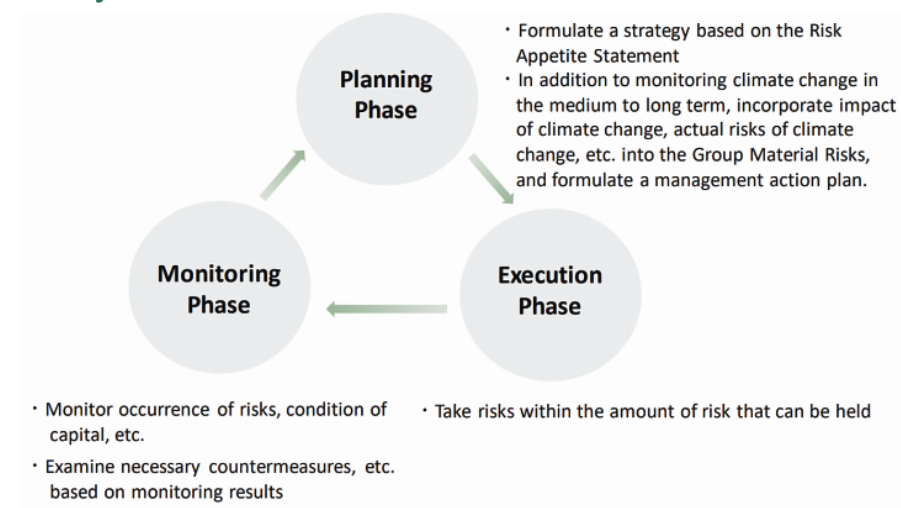 Planning
Phase
· Formulate a strategy based on the Risk
Appetite Statement
· In addition to monitoring climate change in
the medium to long term, incorporate impact
of climate change, actual risks of climate
change, etc. into the Group Material Risks,
and formulate a management action plan.
Monitoring
Phase
Execution
Phase
· Monitor occurrence of risks, condition of
capital, etc.
· Examine necessary countermeasures, etc.
based on monitoring results
· Take risks within the amount of risk that can be held